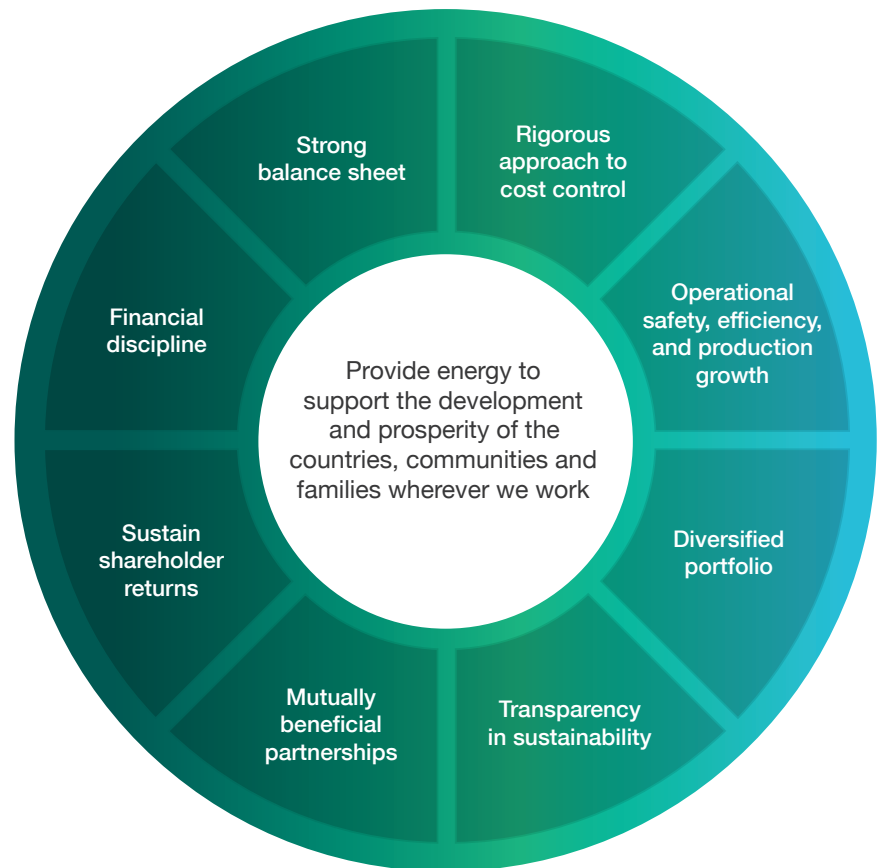 Strong
balance sheet
Rigorous
approach to
cost control
Operational
safety, efficiency,
and production
growth
Diversified
portfolio
Transparency
in sustainability
Mutually
beneficial
partnerships
Sustain
shareholder
returns
Financial
discipline
Provide energy to
support the development
and prosperity of the
countries, communities and
families wherever we work